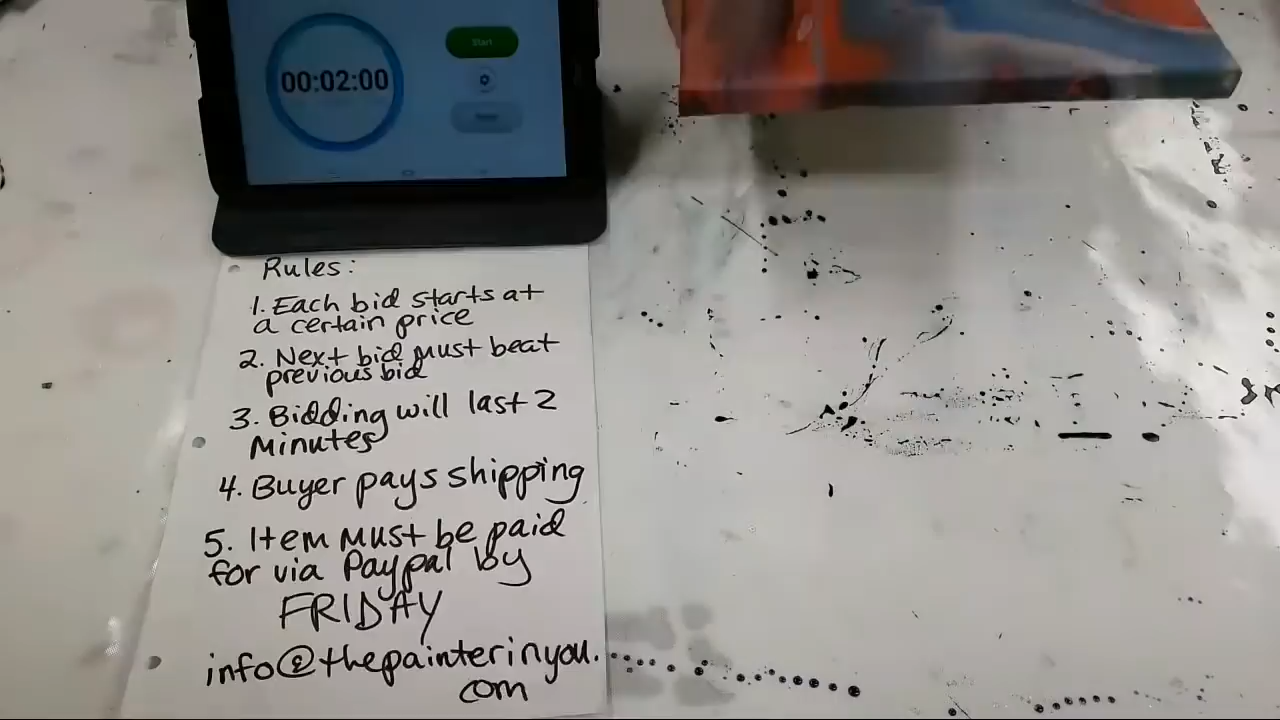 00:02:00
Start
Rules:
1. Each bid starts at
a certain price
2. Next bid must beat
previous bid
3. Bidding will last 2
Minutes
4. Buyer pays shipping
5. Item must be paid
for via Paypal by
FRIDAY
info@thepainterinyou.
com